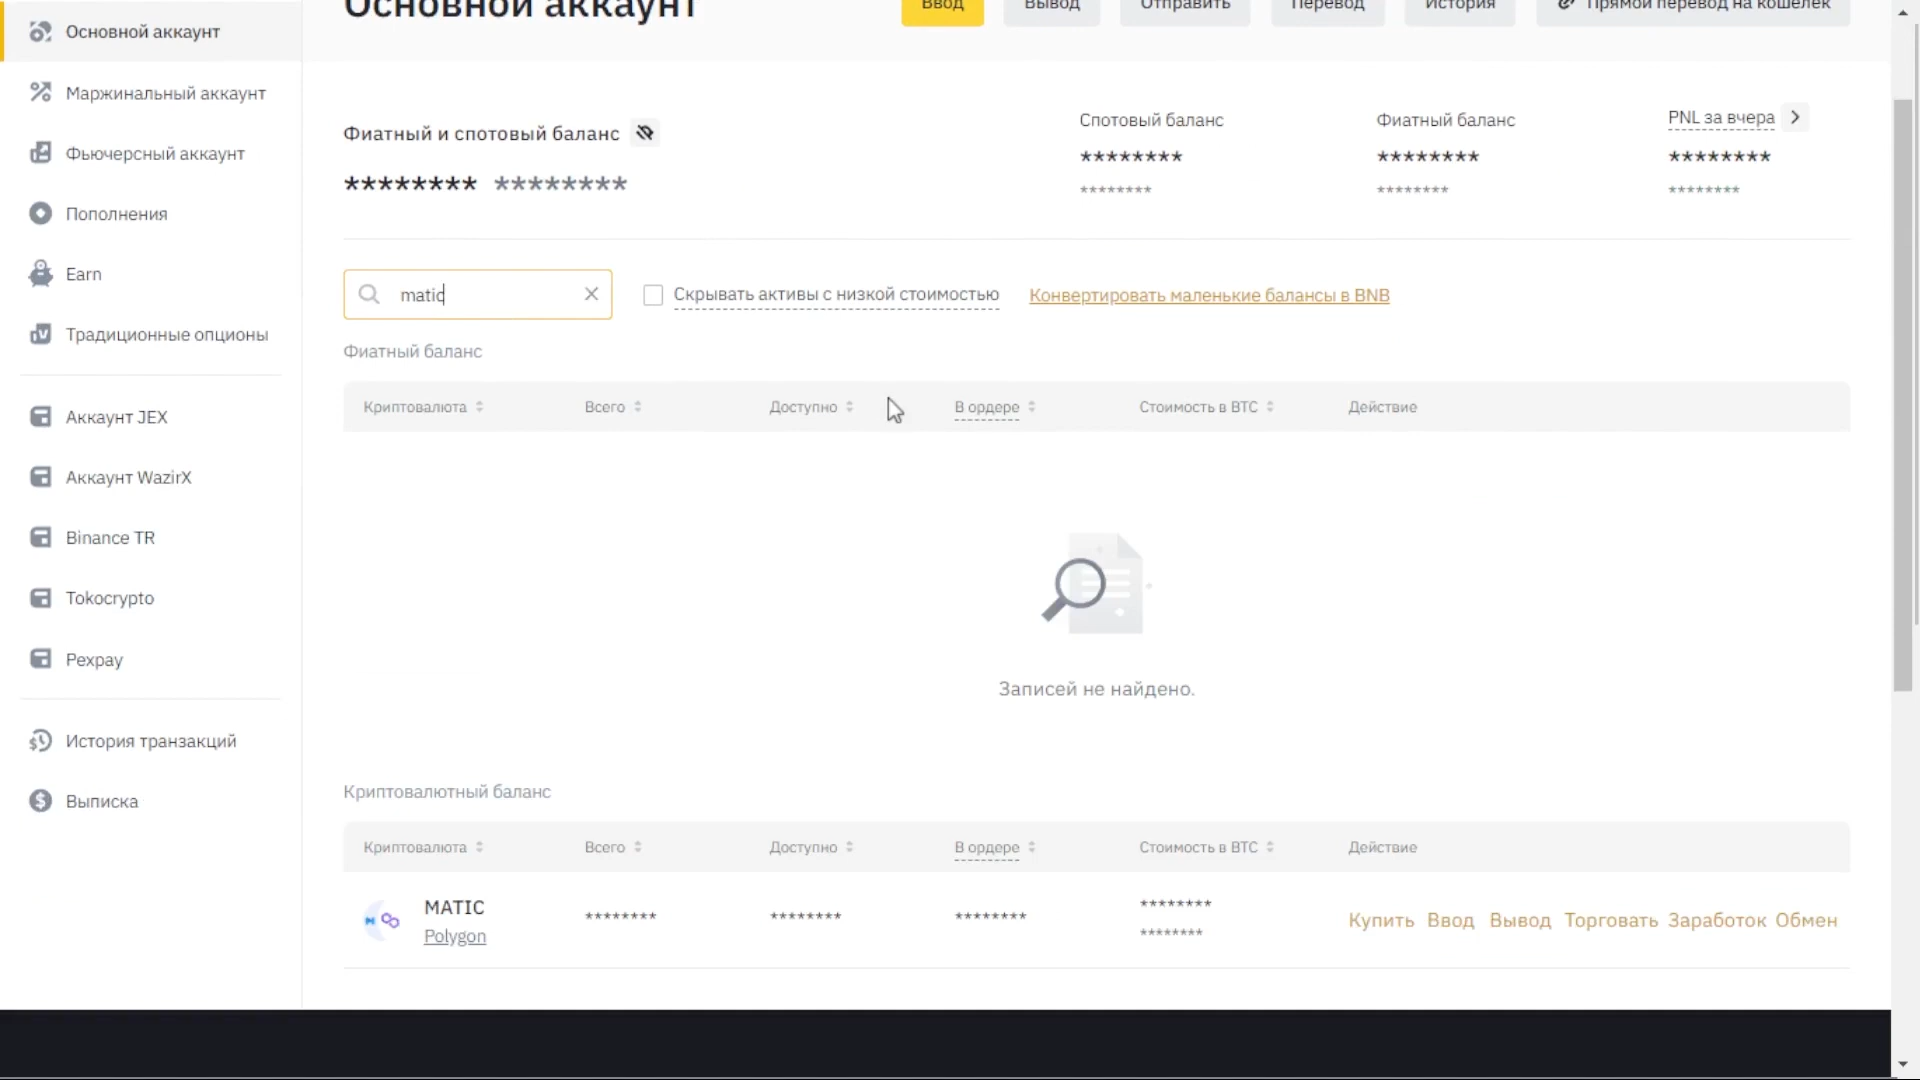 Основной аккаунт
Ввод
Вывод
Отправить
Перевод
История
Прямой перевод на кошелек
Основной аккаунт
Маржинальный аккаунт
Фьючерсный аккаунт
Пополнения
Earn
Традиционные опционы
Аккаунт JEX
Аккаунт WazirX
Binance TR
Tokocrypto
Pexpay
История транзакций
Выписка
Фиатный и спотовый баланс
******** ********
Спотовый баланс
********
********
Фиатный баланс
********
********
PNL за вчера
********
********
matic
Скрывать активы с низкой стоимостью
Конвертировать маленькие балансы в BNB
Фиатный баланс
Криптовалюта Всего Доступно В ордере Стоимость в BTC Действие
Записей не найдено.
Криптовалютный баланс
Криптовалюта Всего Доступно В ордере Стоимость в BTC Действие
MATIC
Polygon
******** ******** ********
********
********
Купить Ввод Вывод Торговать Заработок Обмен